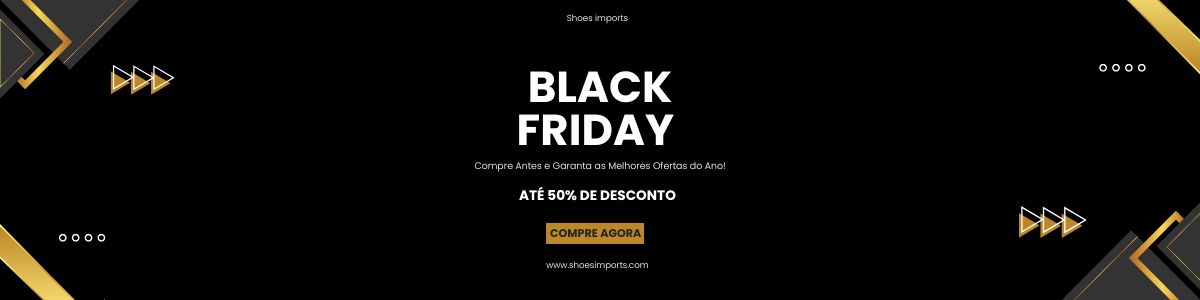 Shoes imports
BLACK
FRIDAY
Compre Antes e Garanta as Melhores Ofertas do Ano!
ATÉ 50% DE DESCONTO
COMPRE AGORA
www.shoesimports.com